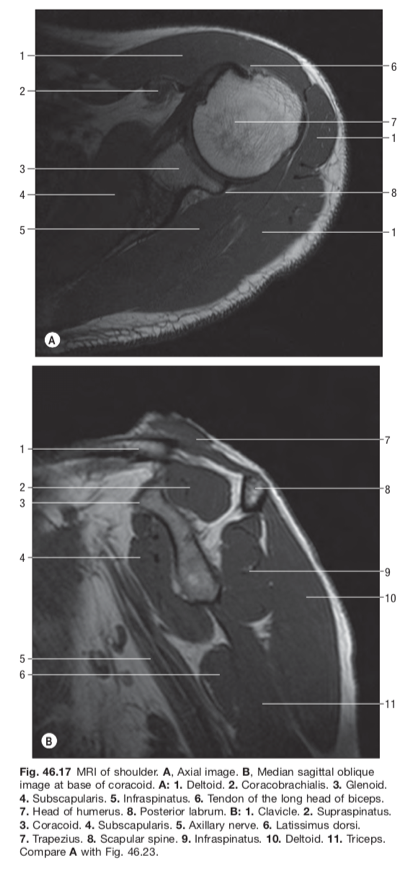 1
2
3
4
5
6
7
1
8
1
A
1
2
3
4
5
6
7
8
9
10
11
B
Fig. 46.17 MRI of shoulder. A, Axial image. B, Median sagittal oblique
image at base of coracoid. A: 1. Deltoid. 2. Coracobrachialis. 3. Glenoid.
4. Subscapularis. 5. Infraspinatus. 6. Tendon of the long head of biceps.
7. Head of humerus. 8. Posterior labrum. B: 1. Clavicle. 2. Supraspinatus.
3. Coracoid. 4. Subscapularis. 5. Axillary nerve. 6. Latissimus dorsi.
7. Trapezius. 8. Scapular spine. 9. Infraspinatus. 10. Deltoid. 11. Triceps.
Compare A with Fig. 46.23.